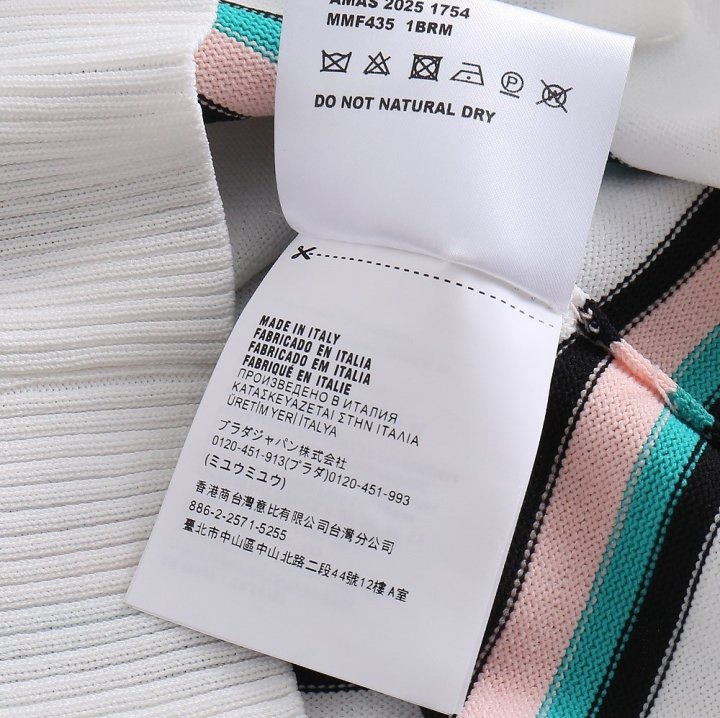 AMAS 2025 1754
MMF435 1BRM
DO NOT NATURAL DRY
MADE IN ITALY
FABRICADO EN ITALIA
FABRICADO EM ITALIA
FABRIQUÉ EN ITALIE
ПРОИЗВЕДЕНО В ИТАЛИЯ
ΚΑΤΑΣΚΕΥΑΖΕΤΑΙ ΣΤΗΝ ΙΤΑΛΙΑ
ÜRETİM YERİ İTALYA
プラダジャパン株式会社
0120-451-913(プラダ)0120-451-993
(ミュウミュウ)
香港商台灣意比有限公司台灣分公司
886-2-2571-5255
臺北市中山區中山北路二段44號12樓A室